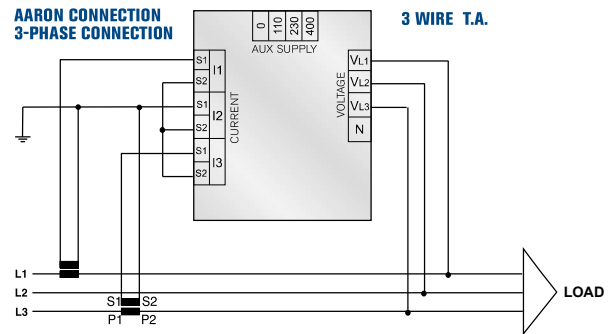 AARON CONNECTION
3-PHASE CONNECTION
3 WIRE T.A.
0
110
230
400
AUX SUPPLY
S1
I1
S2
S1
I2
S2
S1
I3
S2
CURRENT
VOLTAGE
VL1
VL2
VL3
N
L1
L2
L3
S1
S2
P1
P2
LOAD